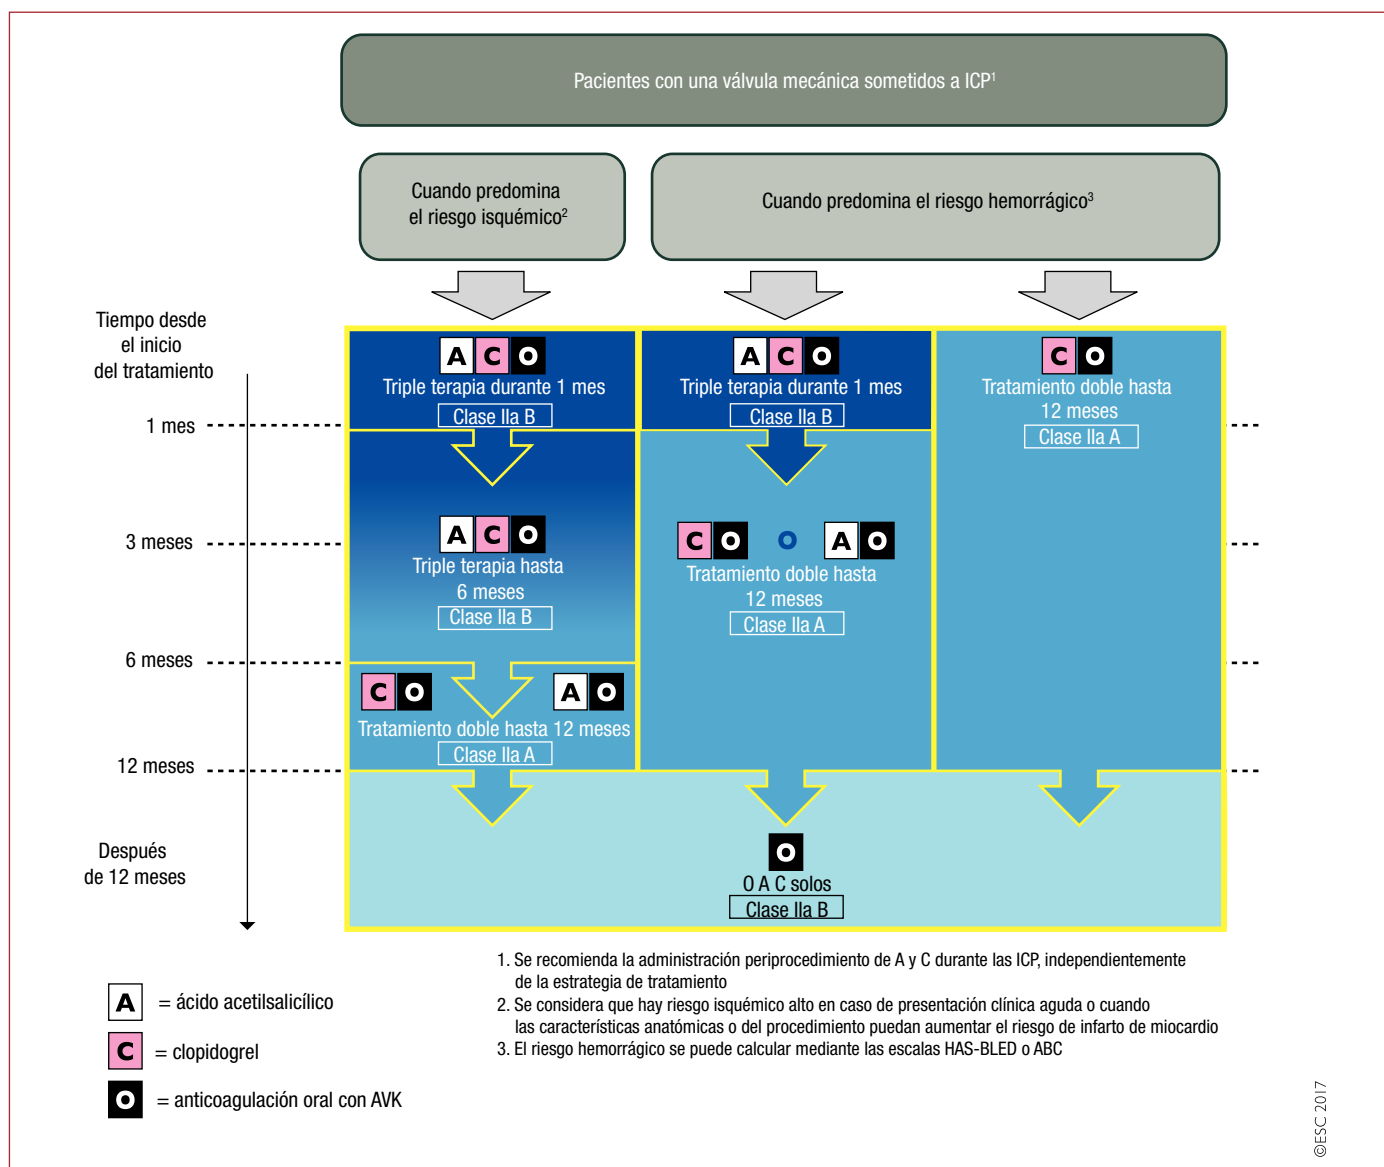 Pacientes con una válvula mecánica sometidos a ICP1
Cuando predomina
el riesgo isquémico2
Cuando predomina el riesgo hemorrágico3
Tiempo desde
el inicio
del tratamiento
1 mes
3 meses
6 meses
12 meses
Después
de 12 meses
A C O
Triple terapia durante 1 mes
Clase IIa B
A C O
Triple terapia hasta
6 meses
Clase IIa B
C O
A O
Tratamiento doble hasta 12 meses
Clase IIa A
A C O
Triple terapia durante 1 mes
Clase IIa B
C O o A O
Tratamiento doble hasta
12 meses
Clase IIa A
C O
Tratamiento doble hasta
12 meses
Clase IIa A
O
O A C solos
Clase IIa B
1. Se recomienda la administración periprocedimiento de A y C durante las ICP, independientemente
de la estrategia de tratamiento
2. Se considera que hay riesgo isquémico alto en caso de presentación clínica aguda o cuando
las características anatómicas o del procedimiento puedan aumentar el riesgo de infarto de miocardio
3. El riesgo hemorrágico se puede calcular mediante las escalas HAS-BLED o ABC
A = ácido acetilsalicílico
C = clopidogrel
O = anticoagulación oral con AVK
©ESC 2017